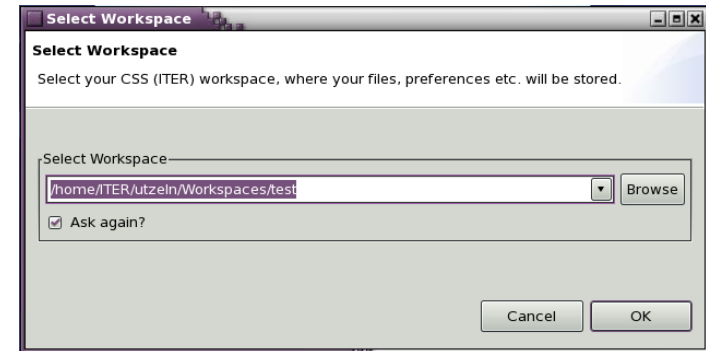 Select Workspace
Select Workspace
Select your CSS (ITER) workspace, where your files, preferences etc. will be stored.
Select Workspace
/home/ITER/utzeln/Workspaces/test
Browse
Ask again?
Cancel
OK